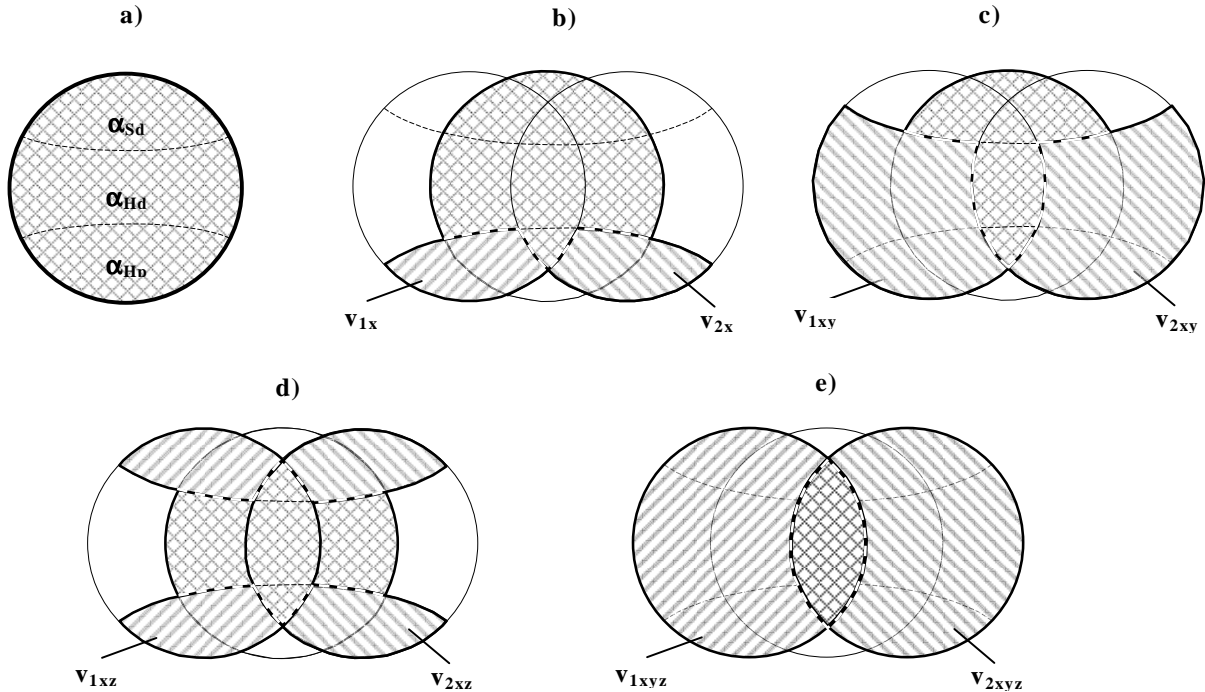 a)
b)
c)
αSd
αHd
αHp
v1x
v2x
v1xy
v2xy
d)
e)
v1xz
v2xz
v1xyz
v2xyz